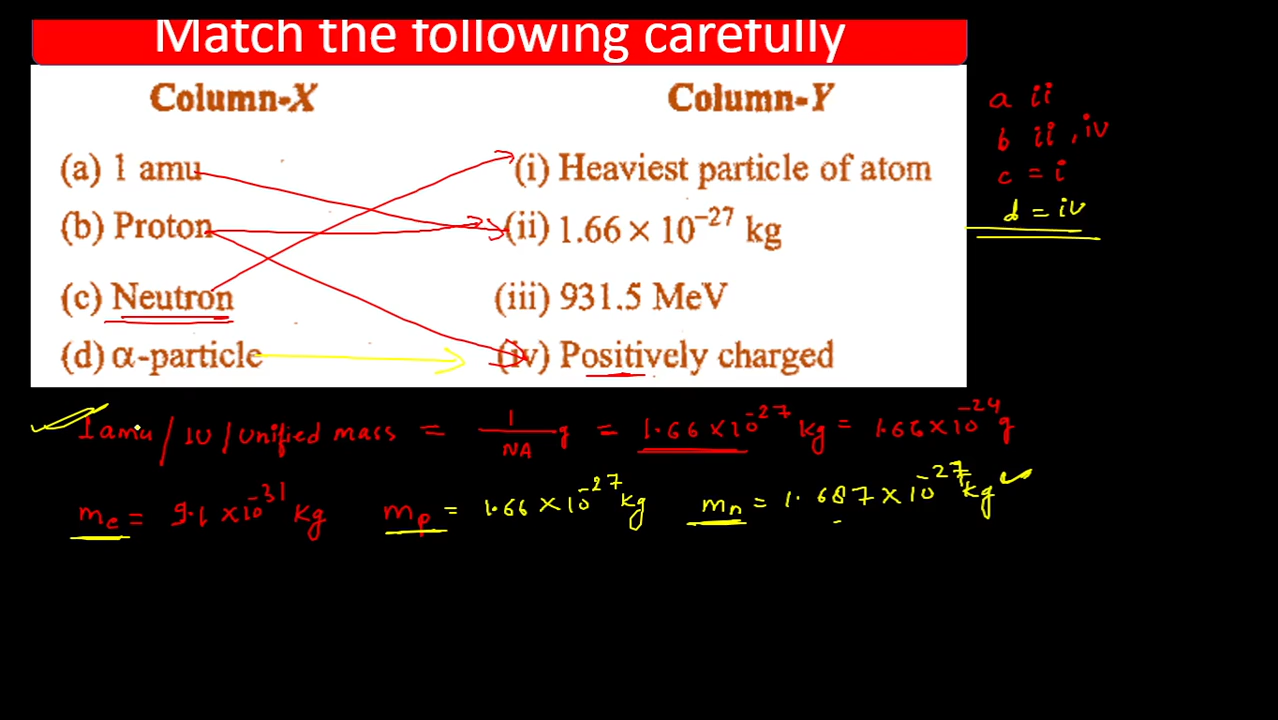 Match the following carefully
Column-X Column-Y
(a) 1 amu (i) Heaviest particle of atom
(b) Proton (ii) 1.66 × 10⁻²⁷ kg
(c) Neutron (iii) 931.5 MeV
(d) α-particle (iv) Positively charged
a ii
b ii, iv
c = i
d = iv
1amu / 1U / Unified mass = 1/NA g = 1.66×10⁻²⁷ kg = 1.66×10⁻²⁴ g
me = 9.1 ×10⁻³¹ kg mp = 1.66 ×10⁻²⁷ kg mn = 1.687 × 10⁻²⁷ kg